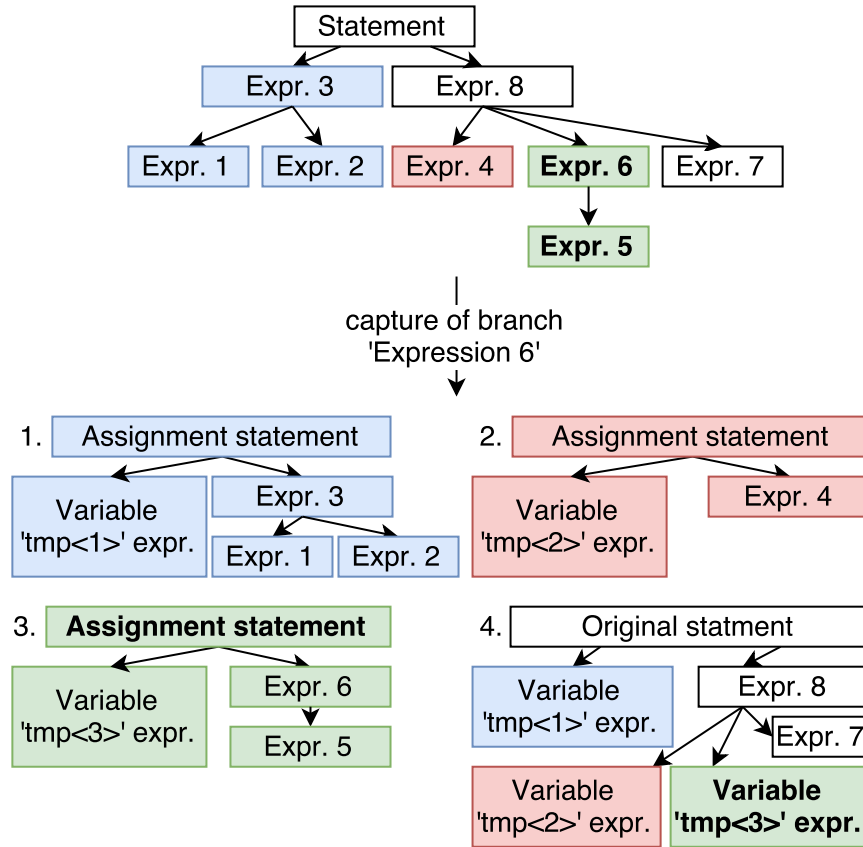 Statement
Expr. 3
Expr. 8
Expr. 1
Expr. 2
Expr. 4
Expr. 6
Expr. 7
Expr. 5
capture of branch
'Expression 6'
1.
Assignment statement
Variable
'tmp<1>' expr.
Expr. 3
Expr. 1
Expr. 2
2.
Assignment statement
Variable
'tmp<2>' expr.
Expr. 4
3.
Assignment statement
Variable
'tmp<3>' expr.
Expr. 6
Expr. 5
4.
Original statment
Variable
'tmp<1>' expr.
Expr. 8
Expr. 7
Variable
'tmp<2>' expr.
Variable
'tmp<3>' expr.